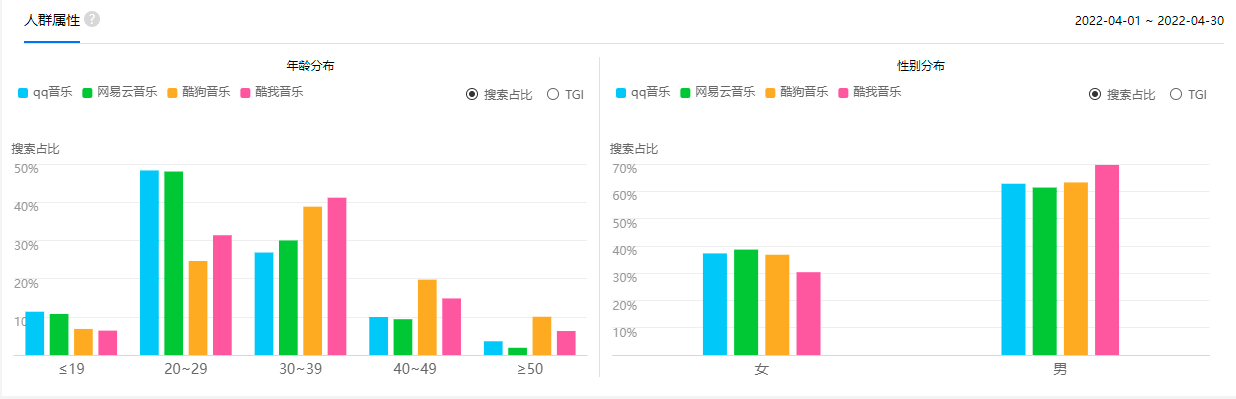 人群属性 ?
2022-04-01 ~ 2022-04-30
年龄分布
qq音乐 网易云音乐 酷狗音乐 酷我音乐
搜索占比 TGI
搜索占比
50%
40%
30%
20%
10
≤19 20~29 30~39 40~49 ≥50
性别分布
qq音乐 网易云音乐 酷狗音乐 酷我音乐
搜索占比 TGI
搜索占比
70%
60%
50%
40%
30%
20%
10%
女 男